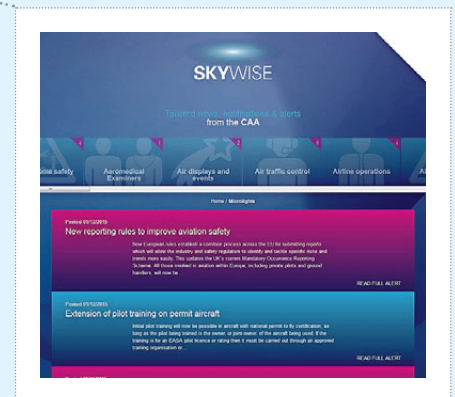 SKYWISE
Tailored news, notifications & alerts
from the CAA
safety
Aeromedical
Examiners
Air displays and
events
Air traffic control
Airline operations
Home / Microlights
Posted 01/12/2015
New reporting rules to improve aviation safety
New European rules establish a common process across the EU for submitting reports
which will allow the industry and safety regulators to identify and tackle specific risks and
trends more easily. This updates the UK's current Mandatory Occurrence Reporting
Scheme. All those involved in aviation within Europe, including private pilots and ground
handlers, will now be...
READ FULL ALERT
Extension of pilot training on permit aircraft
Initial pilot training will now be possible in aircraft with national permit to fly certification, as
long as the pilot being trained is the owner, or joint owner, of the aircraft being used. If the
training is for an EASA pilot licence or rating then it must be carried out through an approved
training organisation or...
READ FULL ALERT